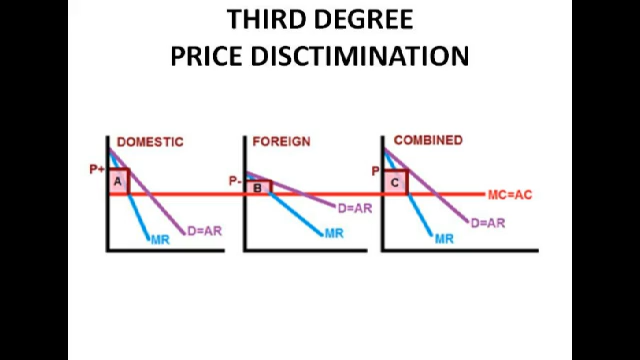 THIRD DEGREE
PRICE DISCTIMINATION
DOMESTIC
FOREIGN
COMBINED
P+
A
P-
B
P
C
MC=AC
D=AR
MR
D=AR
MR
D=AR
MR